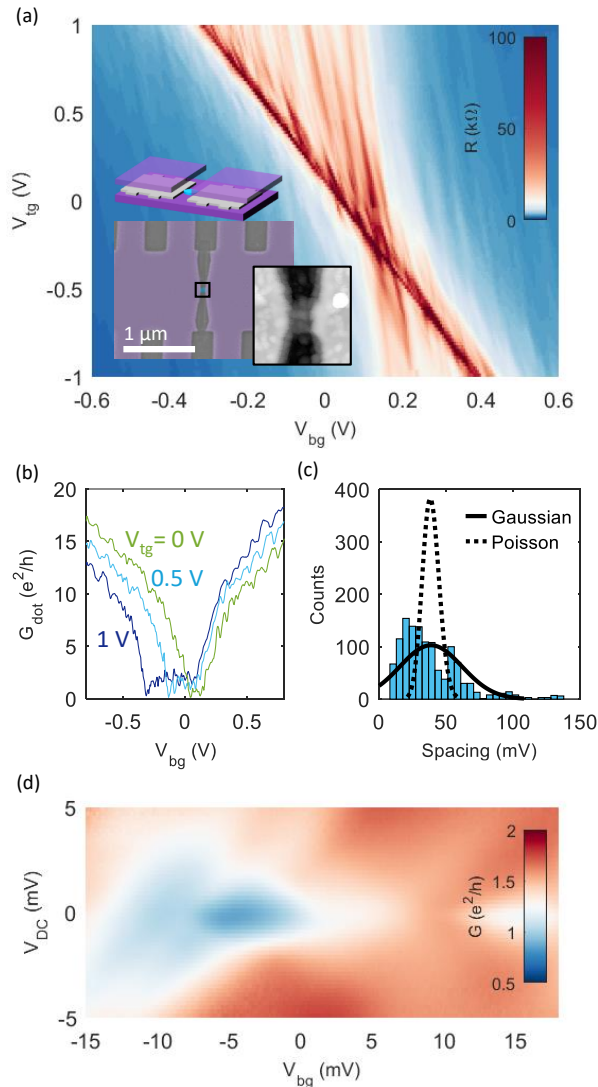 (a)
1
0.5
0
-0.5
-1
V_tg (V)
100
50
0
R (kΩ)
1 μm
-0.6 -0.4 -0.2 0 0.2 0.4 0.6
V_bg (V)
(b)
20
15
10
5
0
G_dot (e²/h)
V_tg = 0 V
0.5 V
1 V
-0.5 0 0.5
V_bg (V)
(c)
400
300
200
100
0
Counts
Gaussian
Poisson
0 50 100 150
Spacing (mV)
(d)
5
0
-5
V_DC (mV)
2
1.5
1
0.5
G (e²/h)
-15 -10 -5 0 5 10 15
V_bg (mV)